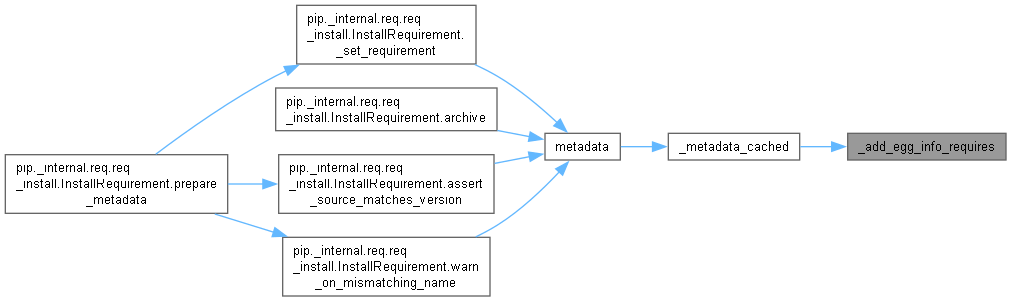 pip._internal.req.req
_install.InstallRequirement.
_set_requirement
pip._internal.req.req
_install.InstallRequirement.archive
pip._internal.req.req
_install.InstallRequirement.prepare
_metadata
pip._internal.req.req
_install.InstallRequirement.assert
_source_matches_version
pip._internal.req.req
_install.InstallRequirement.warn
_on_mismatching_name
metadata
_metadata_cached
_add_egg_info_requires